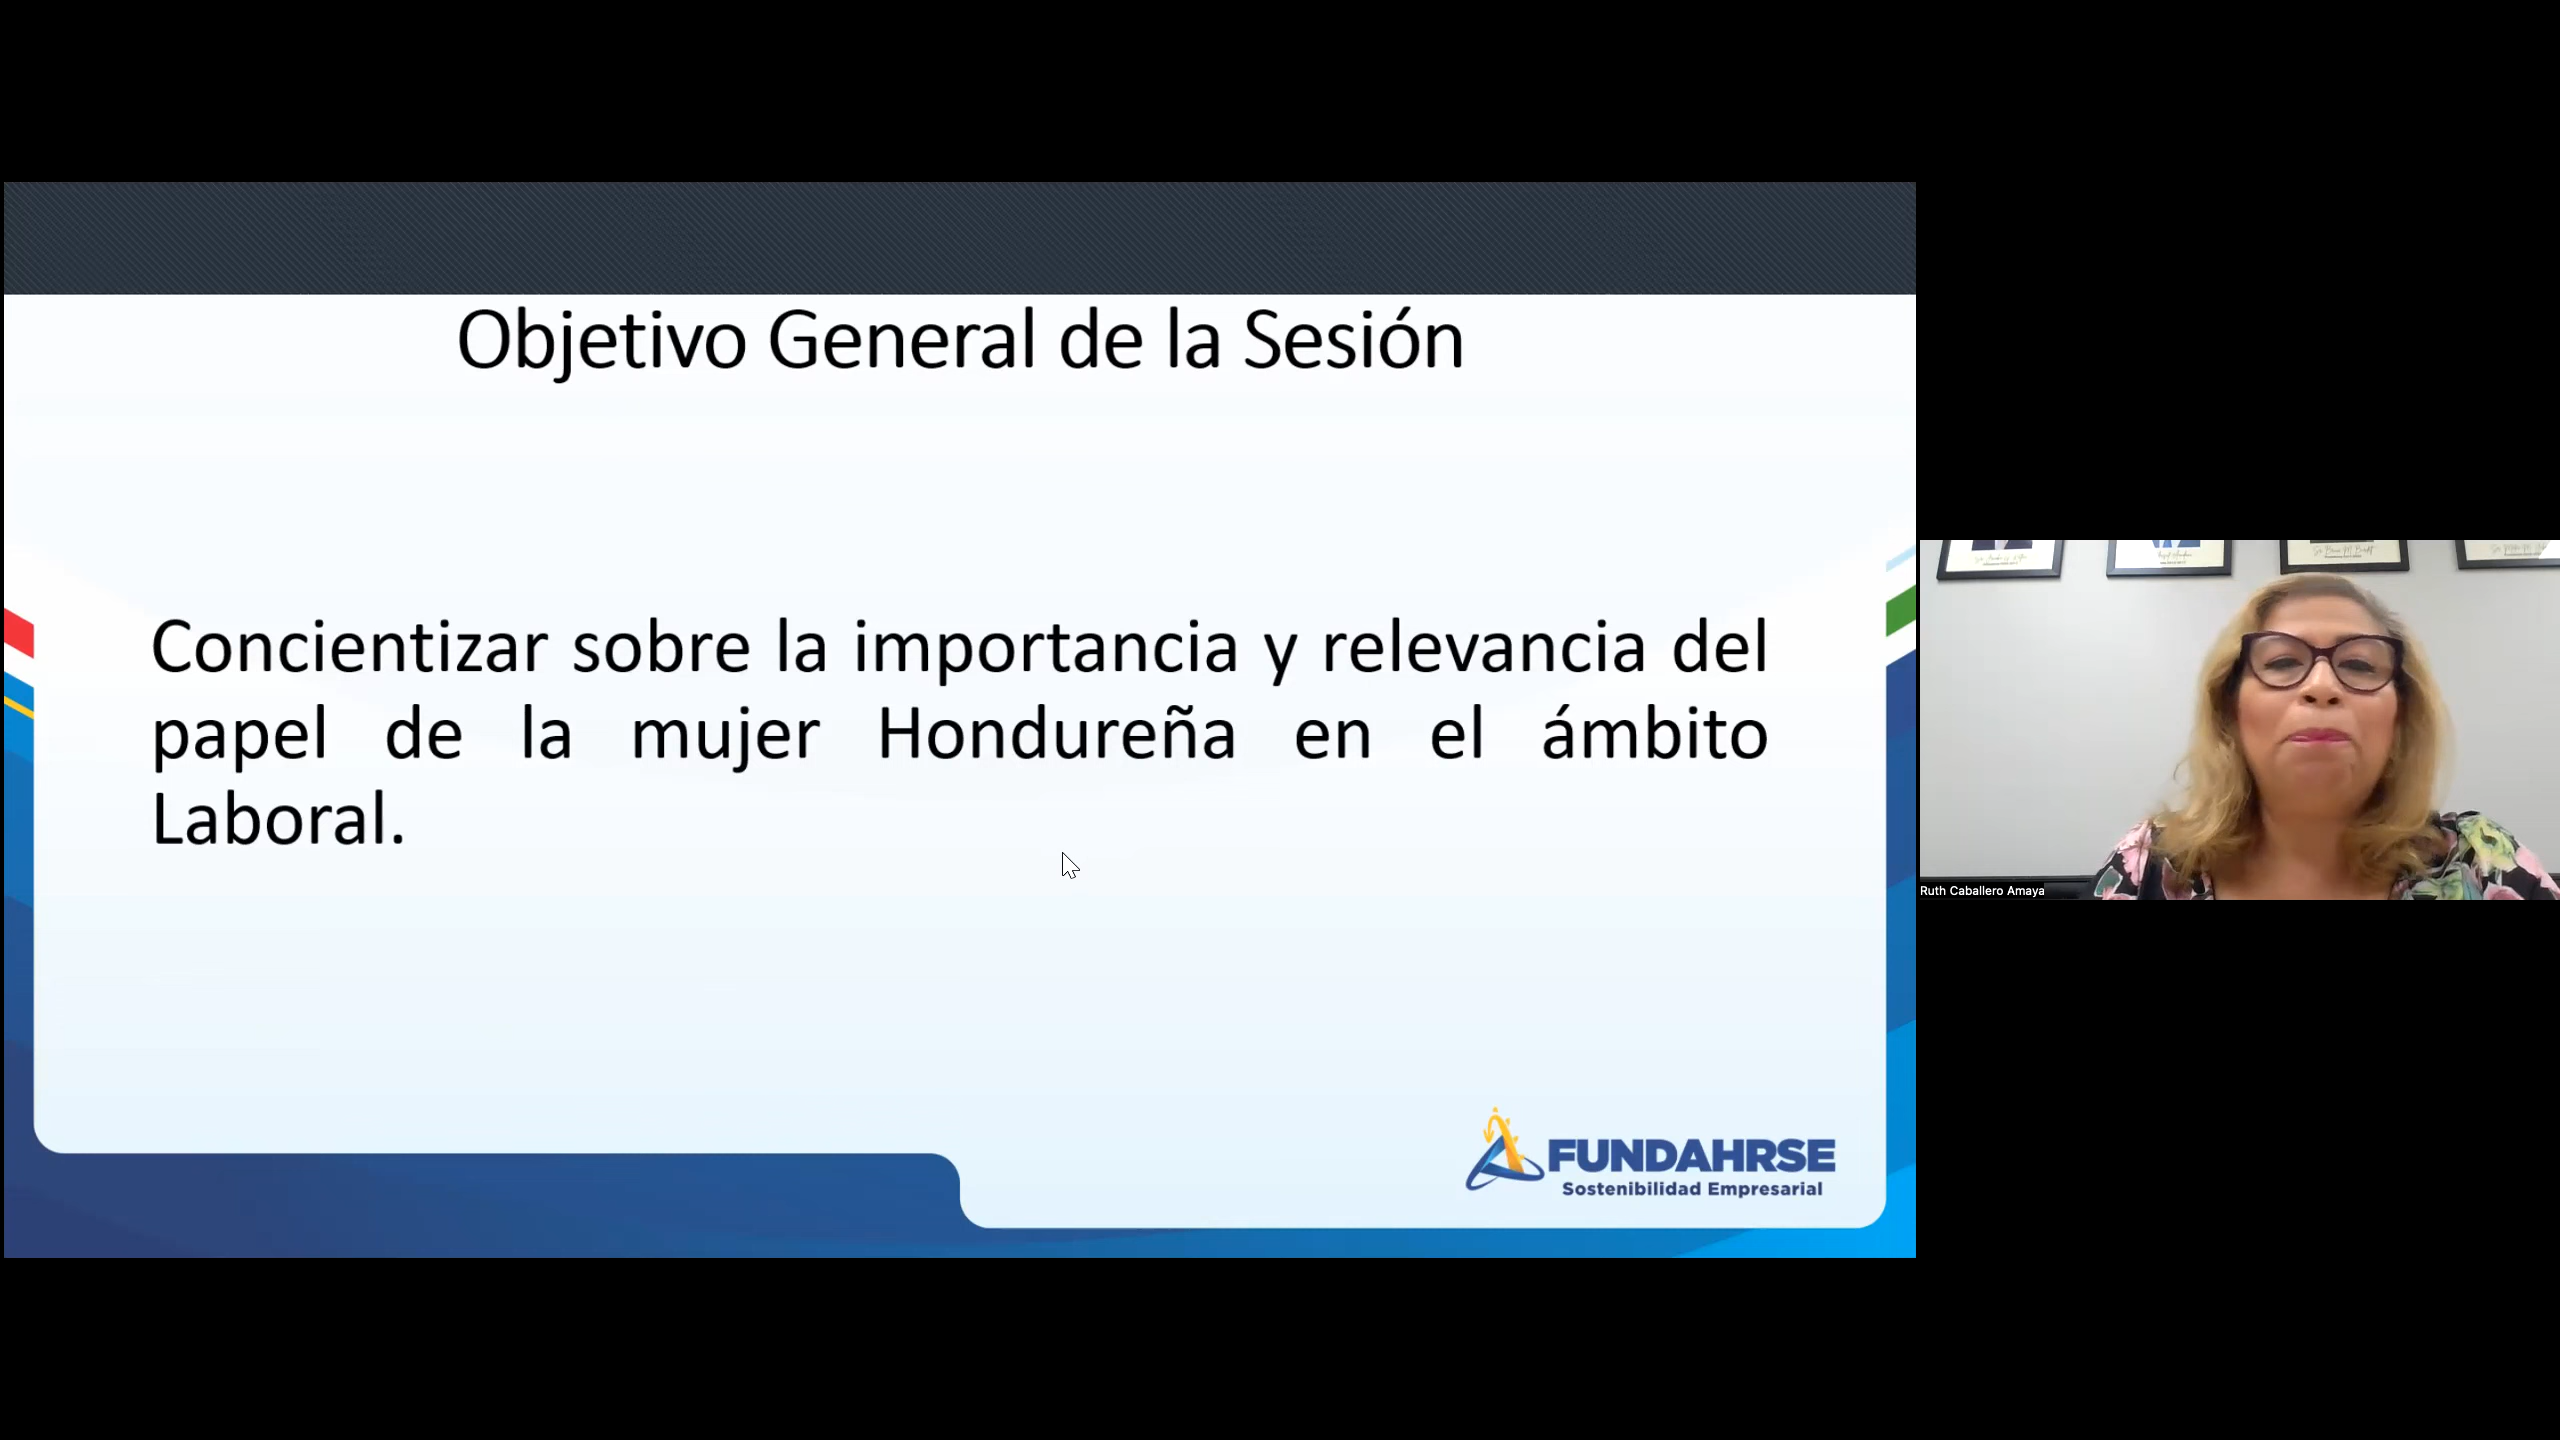 Objetivo General de la Sesión
Concientizar sobre la importancia y relevancia del
papel de la mujer Hondureña en el ámbito
Laboral.
FUNDAHRSE
Sostenibilidad Empresarial
Ruth Caballero Amaya